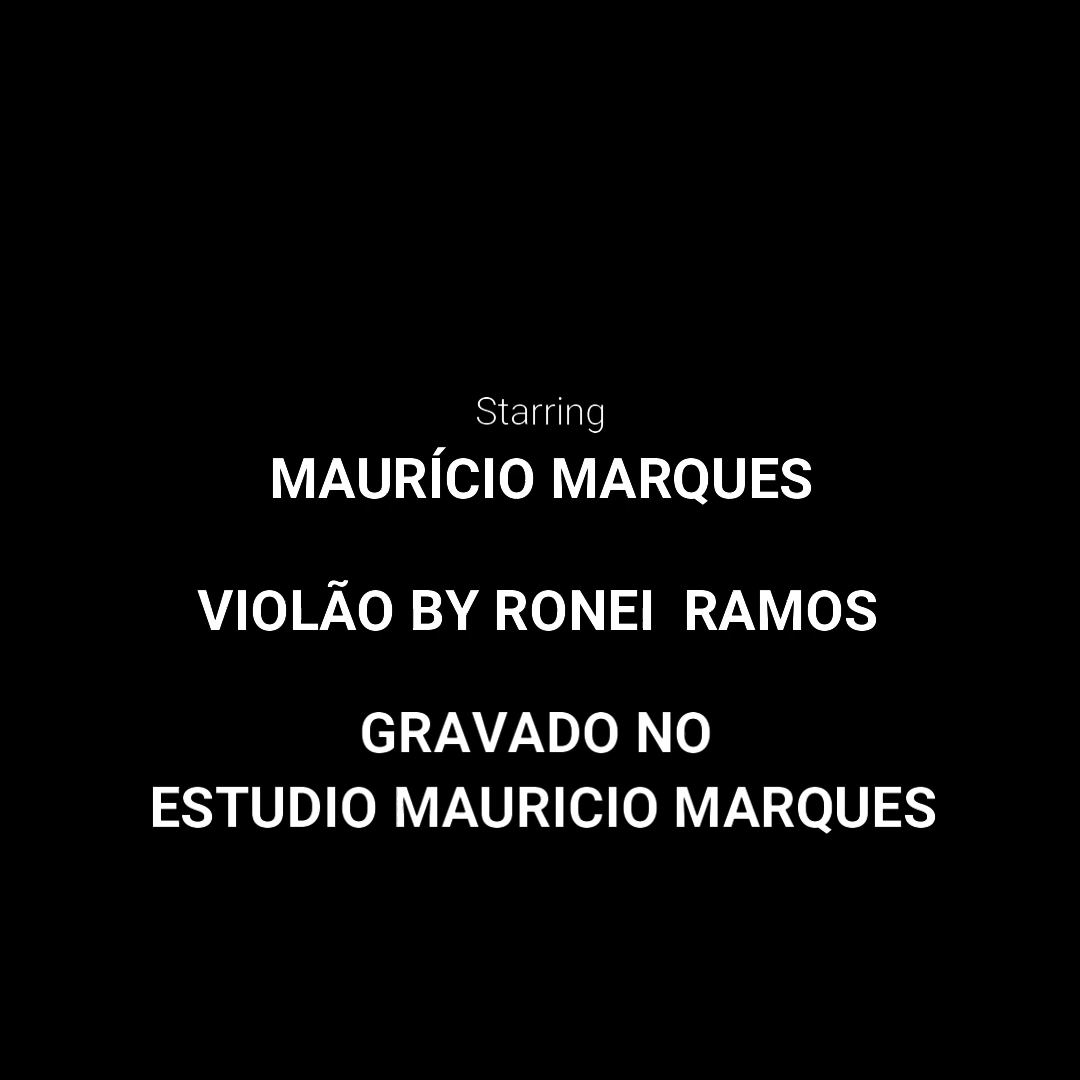 Starring
MAURÍCIO MARQUES
VIOLÃO BY RONEI  RAMOS
GRAVADO NO
ESTUDIO MAURICIO MARQUES